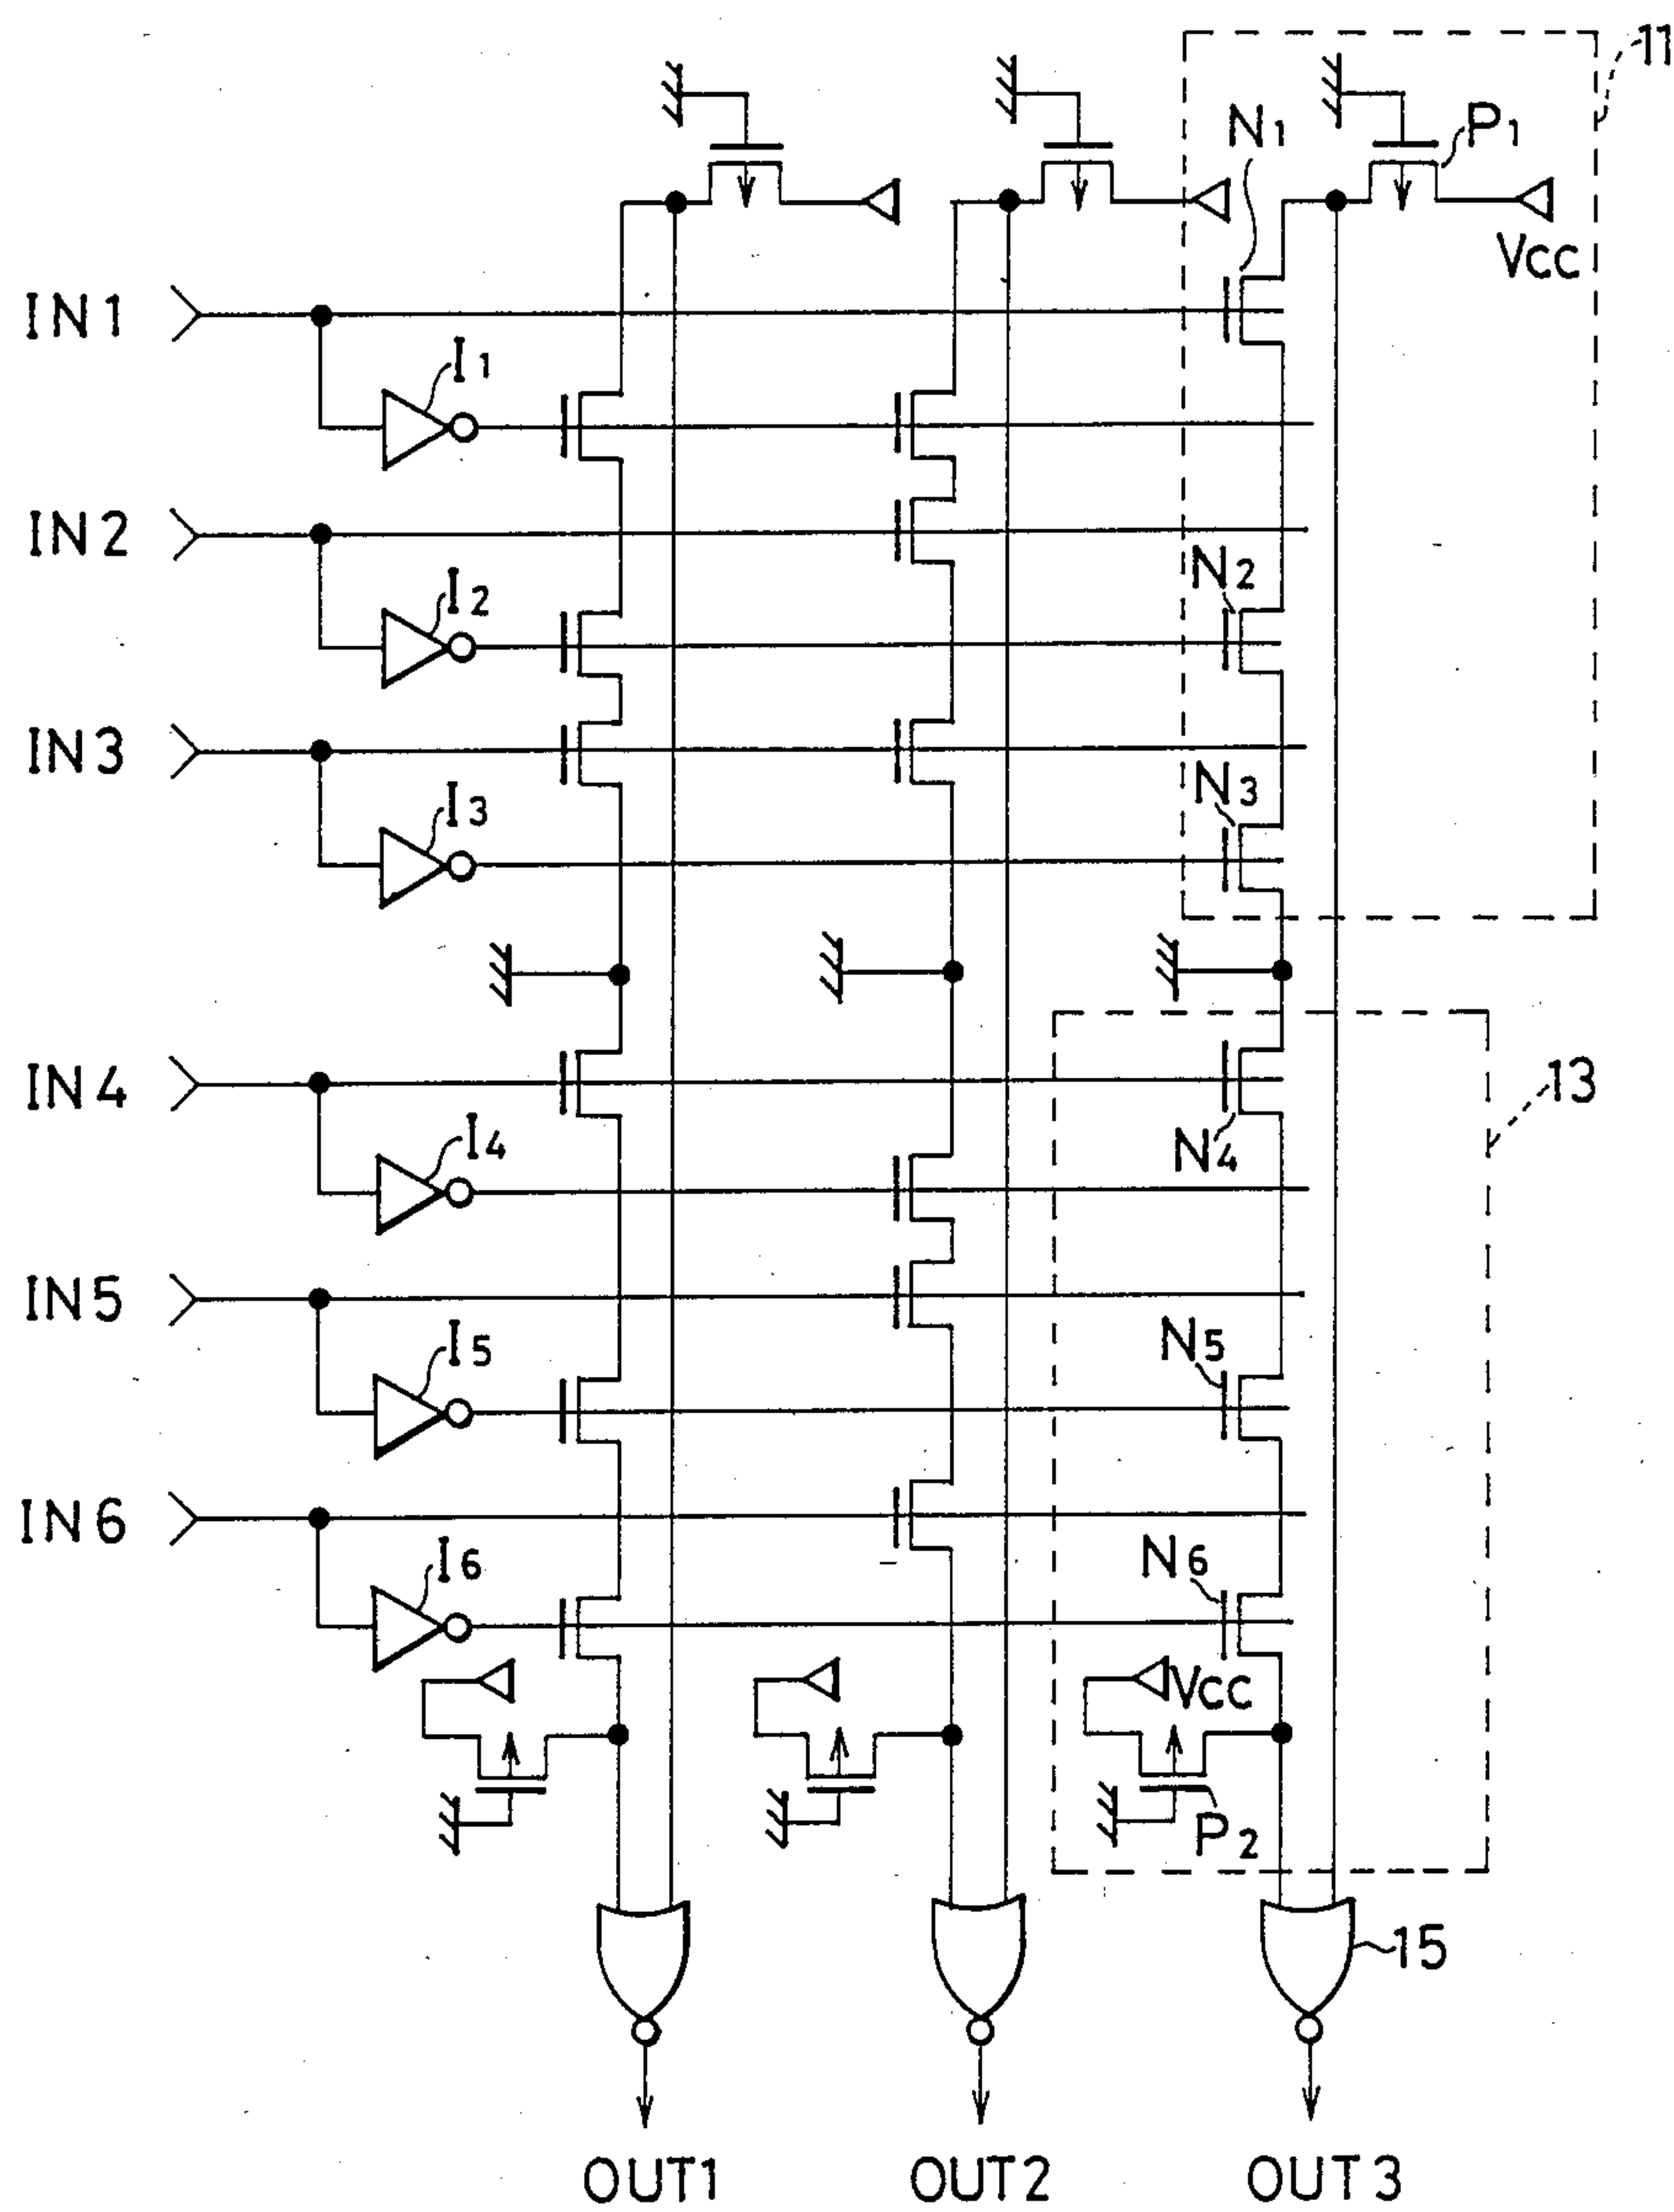 11
N1
P1
VCC
IN1
I1
IN2
I2
N2
IN3
I3
N3
IN4
I4
N4
13
IN5
I5
N5
IN6
I6
N6
VCC
P2
15
OUT1
OUT2
OUT3